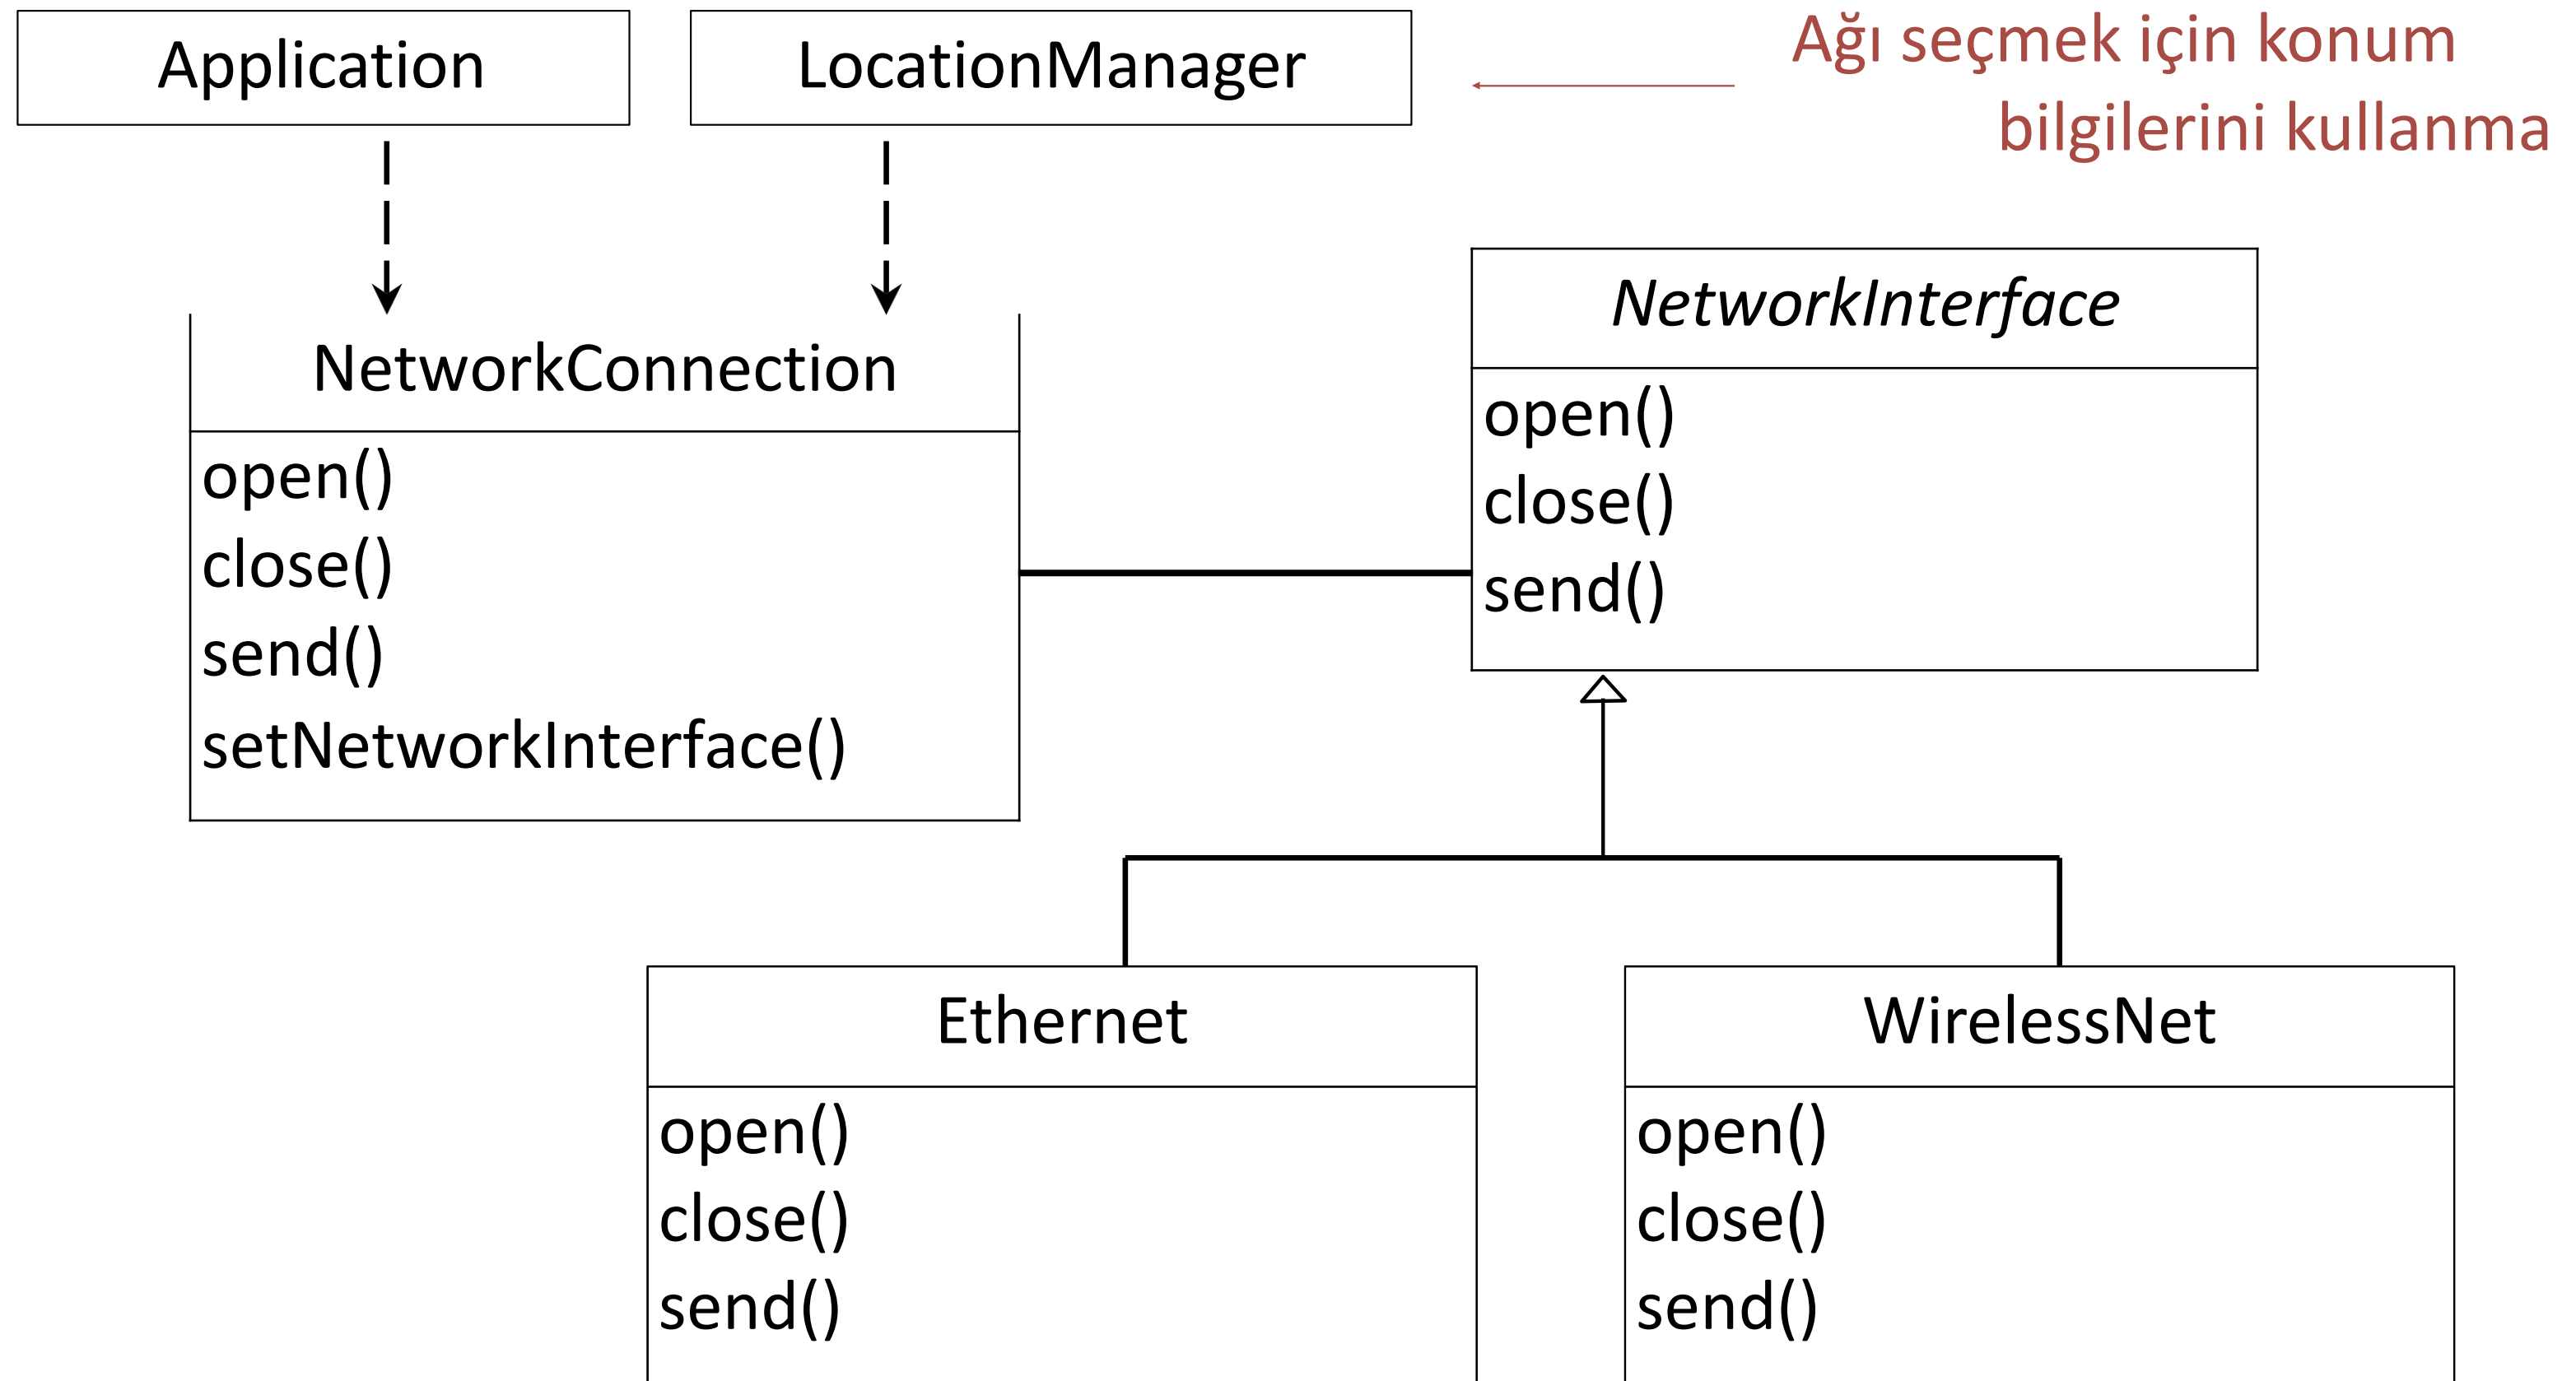 Application
LocationManager
Ağı seçmek için konum
bilgilerini kullanma
NetworkConnection
open()
close()
send()
setNetworkInterface()
NetworkInterface
open()
close()
send()
Ethernet
open()
close()
send()
WirelessNet
open()
close()
send()